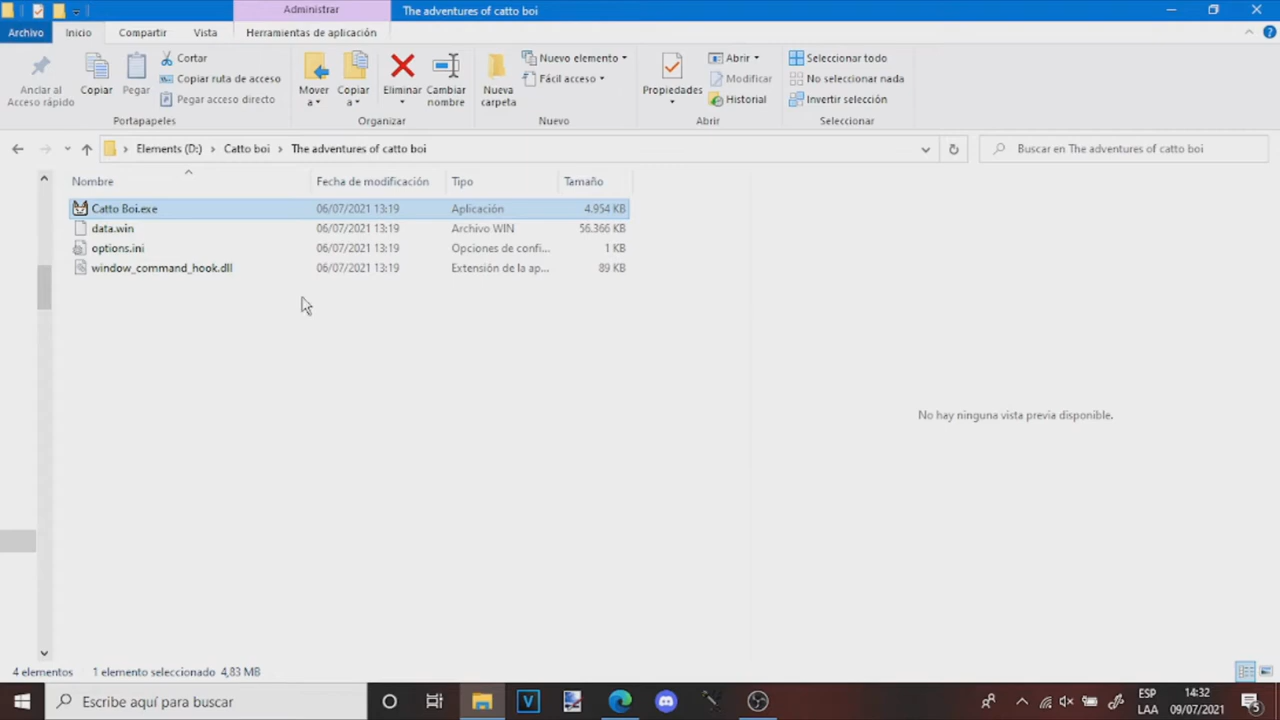 Administrar
The adventures of catto boi
Archivo
Inicio
Compartir
Vista
Herramientas de aplicación
Anclar al
Acceso rápido
Copiar
Pegar
Cortar
Copiar ruta de acceso
Pegar acceso directo
Portapapeles
Mover
a
Copiar
a
Eliminar
Cambiar
nombre
Organizar
Nueva
carpeta
Nuevo elemento
Fácil acceso
Nuevo
Propiedades
Abrir
Modificar
Historial
Abrir
Seleccionar todo
No seleccionar nada
Invertir selección
Seleccionar
Elements (D:) > Catto boi > The adventures of catto boi
Buscar en The adventures of catto boi
Nombre Fecha de modificación Tipo Tamaño
Catto Boi.exe 06/07/2021 13:19 Aplicación 4.954 KB
data.win 06/07/2021 13:19 Archivo WIN 56.366 KB
options.ini 06/07/2021 13:19 Opciones de confi... 1 KB
window_command_hook.dll 06/07/2021 13:19 Extensión de la ap... 89 KB
No hay ninguna vista previa disponible.
4 elementos 1 elemento seleccionado 4,83 MB
Escribe aquí para buscar
V
ESP
LAA
14:32
09/07/2021
5